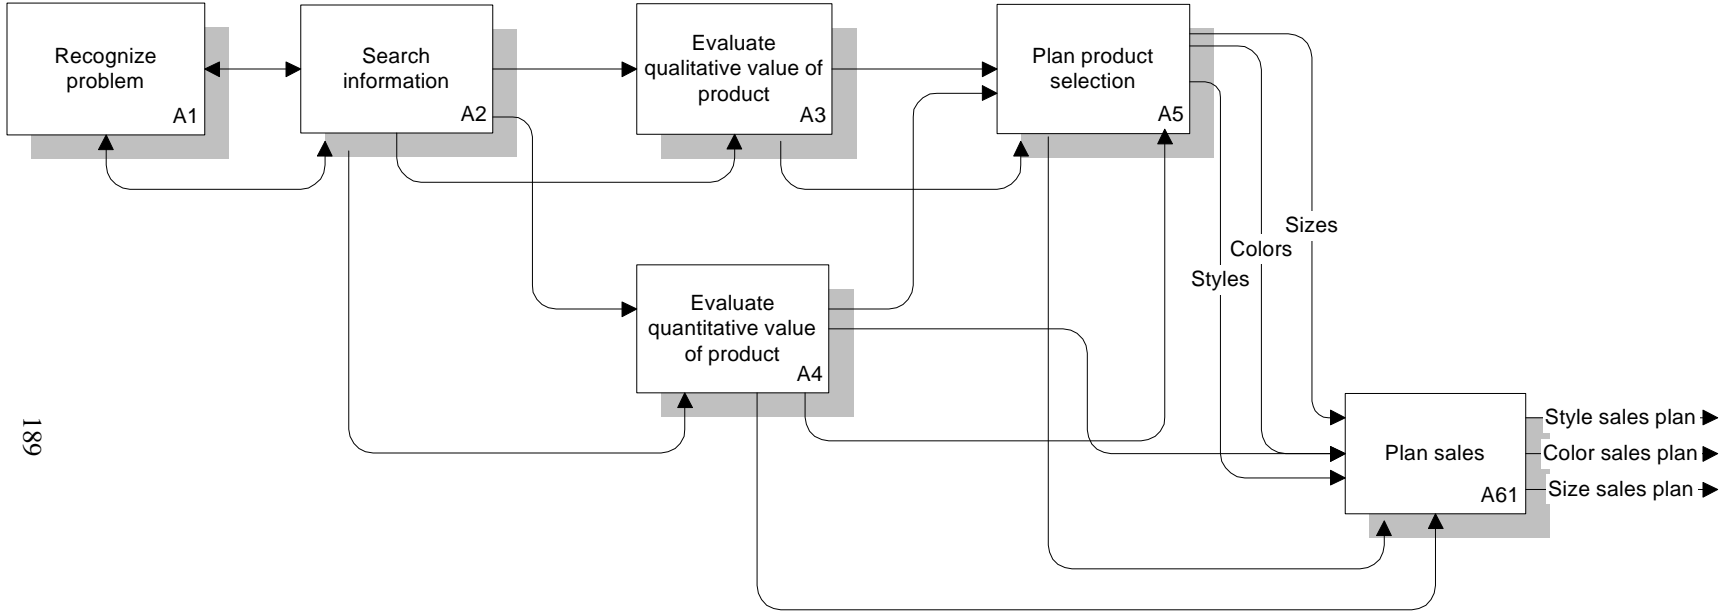 Recognize
problem
A1
Search
information
A2
Evaluate
qualitative value of
product
A3
Plan product
selection
A5
Sizes
Colors
Styles
Evaluate
quantitative value
of product
A4
Plan sales
A61
Style sales plan
Color sales plan
Size sales plan
189